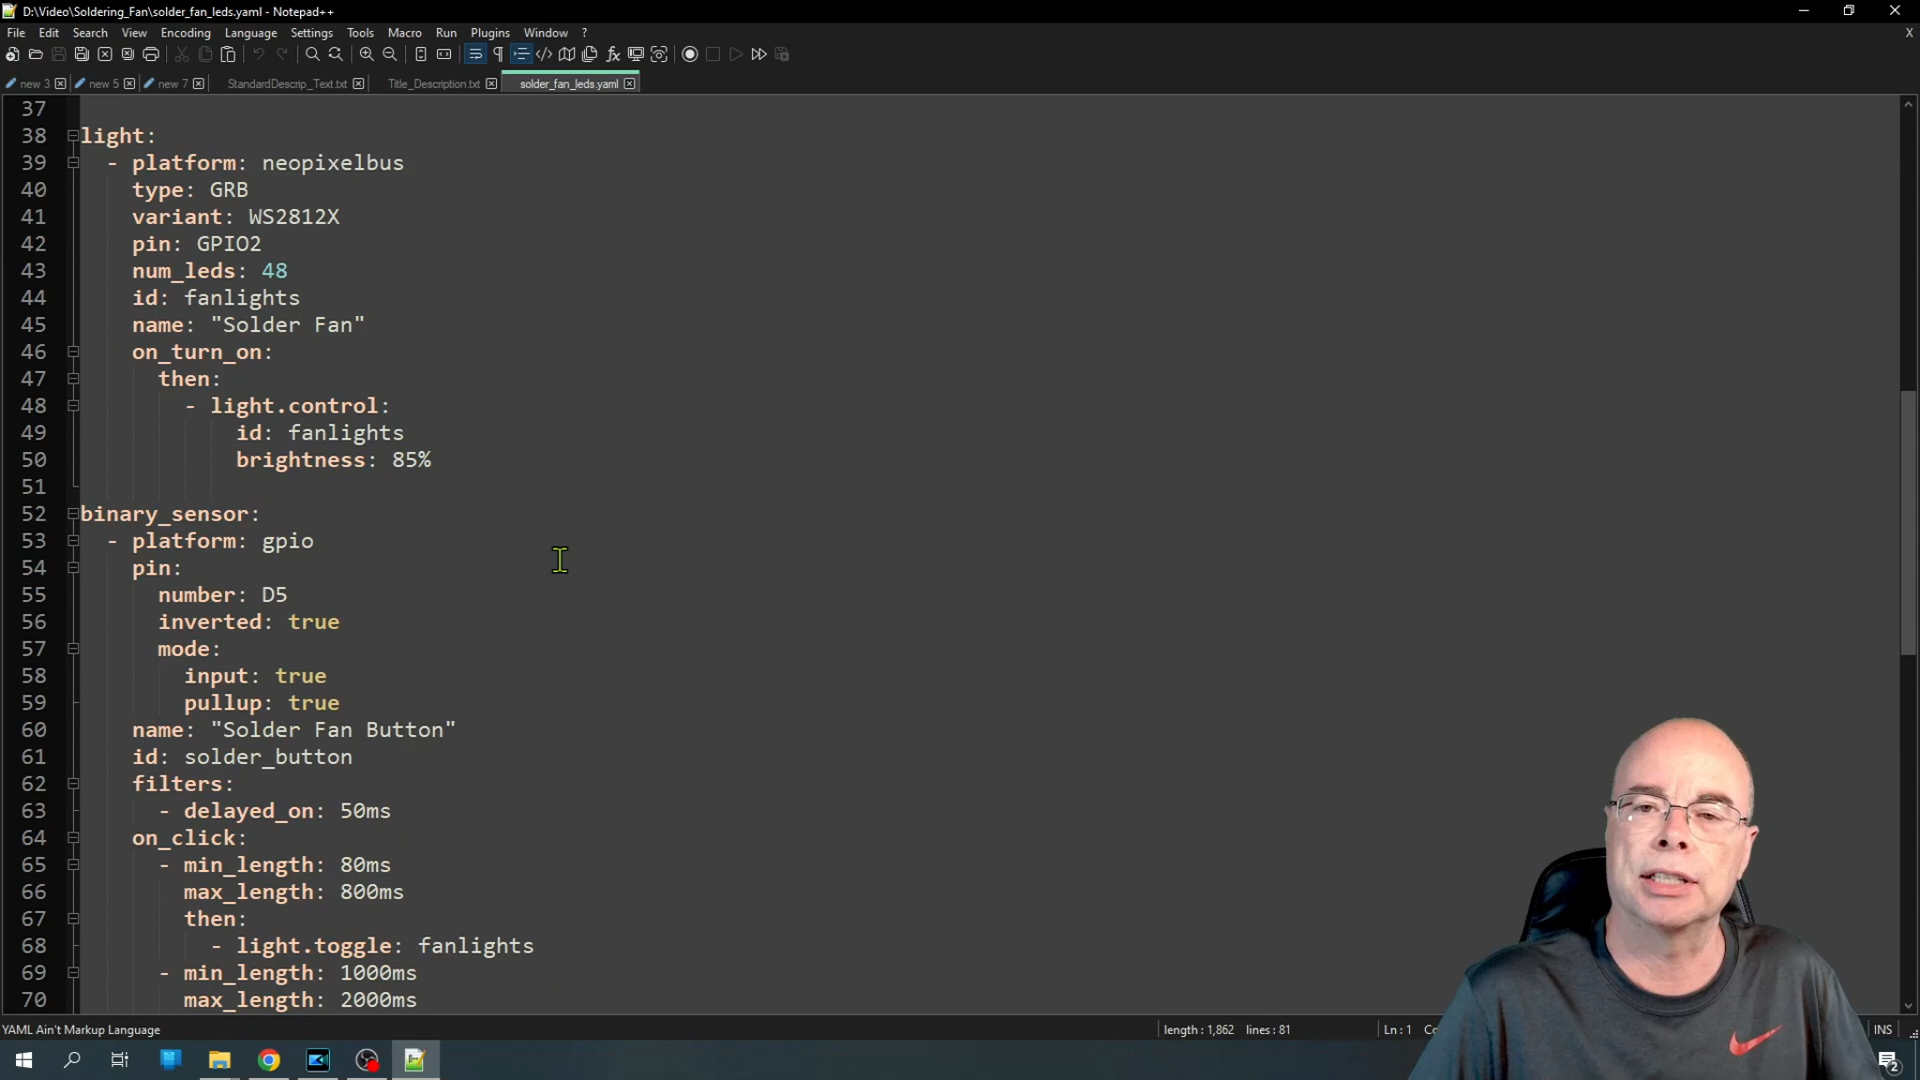 D:\Video\Soldering_Fan\solder_fan_leds.yaml - Notepad++
File Edit Search View Encoding Language Settings Tools Macro Run Plugins Window ?
new 3 new 5 new 7 StandardDescrip_Text.txt Title_Description.txt solder_fan_leds.yaml
37
38 light:
39 - platform: neopixelbus
40 type: GRB
41 variant: WS2812X
42 pin: GPIO2
43 num_leds: 48
44 id: fanlights
45 name: "Solder Fan"
46 on_turn_on:
47 then:
48 - light.control:
49 id: fanlights
50 brightness: 85%
51
52 binary_sensor:
53 - platform: gpio
54 pin:
55 number: D5
56 inverted: true
57 mode:
58 input: true
59 pullup: true
60 name: "Solder Fan Button"
61 id: solder_button
62 filters:
63 - delayed_on: 50ms
64 on_click:
65 - min_length: 80ms
66 max_length: 800ms
67 then:
68 - light.toggle: fanlights
69 - min_length: 1000ms
70 max_length: 2000ms
YAML Ain't Markup Language length : 1,862 lines : 81 Ln : 1 INS
2